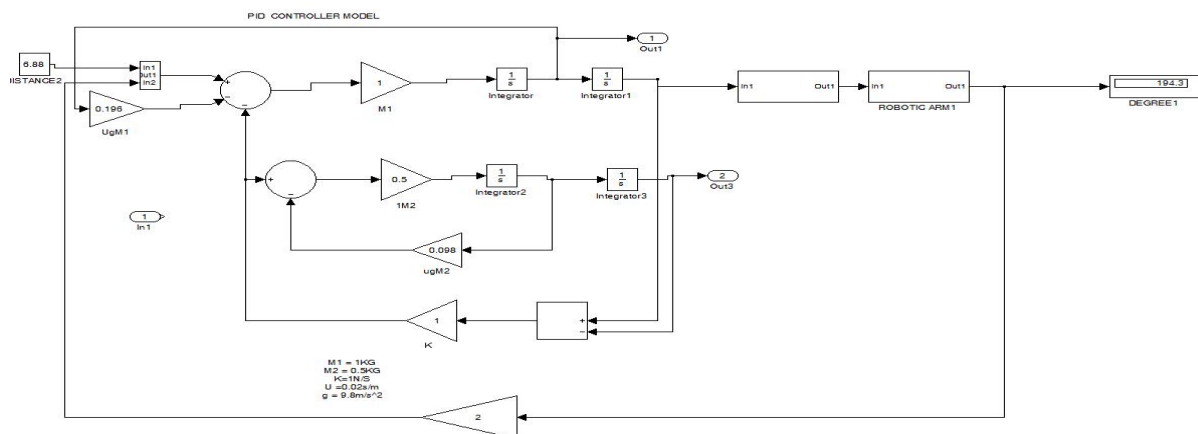 PID CONTROLLER MODEL
6.88
IISTANCE2
In1
Out1
In2
0.196
UgM1
1
M1
1
s
Integrator
1
s
Integrator1
1
Out1
In1
Out1
In1
Out1
ROBOTIC ARM1
194.3
DEGREE1
0.5
1M2
1
s
Integrator2
1
s
Integrator3
2
Out3
1
In1
0.098
ugM2
1
K
M1 = 1KG
M2 = 0.5KG
K=1N/S
U =0.02s/m
g = 9.8m/s^2
2